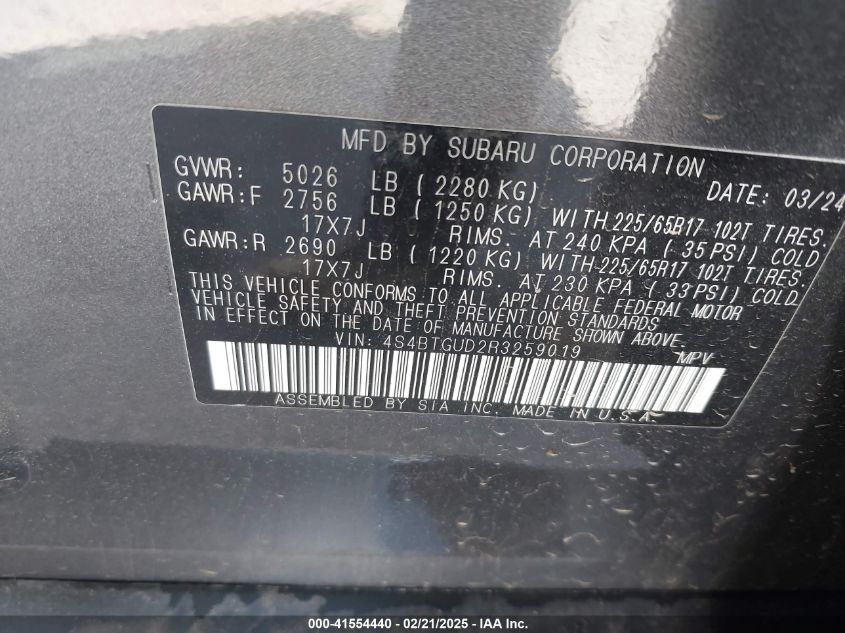 MFD BY SUBARU CORPORATION
GVWR: 5026 LB ( 2280 KG) DATE: 03/24
GAWR:F 2756 LB ( 1250 KG) WITH 225/65R17 102T TIRES.
17X7J RIMS. AT 240 KPA ( 35 PSI) COLD
GAWR:R 2690 LB ( 1220 KG) WITH 225/65R17 102T TIRES.
17X7J RIMS. AT 230 KPA ( 33 PSI) COLD.
THIS VEHICLE CONFORMS TO ALL APPLICABLE FEDERAL MOTOR
VEHICLE SAFETY AND THEFT PREVENTION STANDARDS
IN EFFECT ON THE DATE OF MANUFACTURE SHOWN ABOVE.
VIN: 4S4BTGUD2R3259019 MPV
ASSEMBLED BY SIA INC. MADE IN U.S.A.
000-41554440 - 02/21/2025 - IAA Inc.